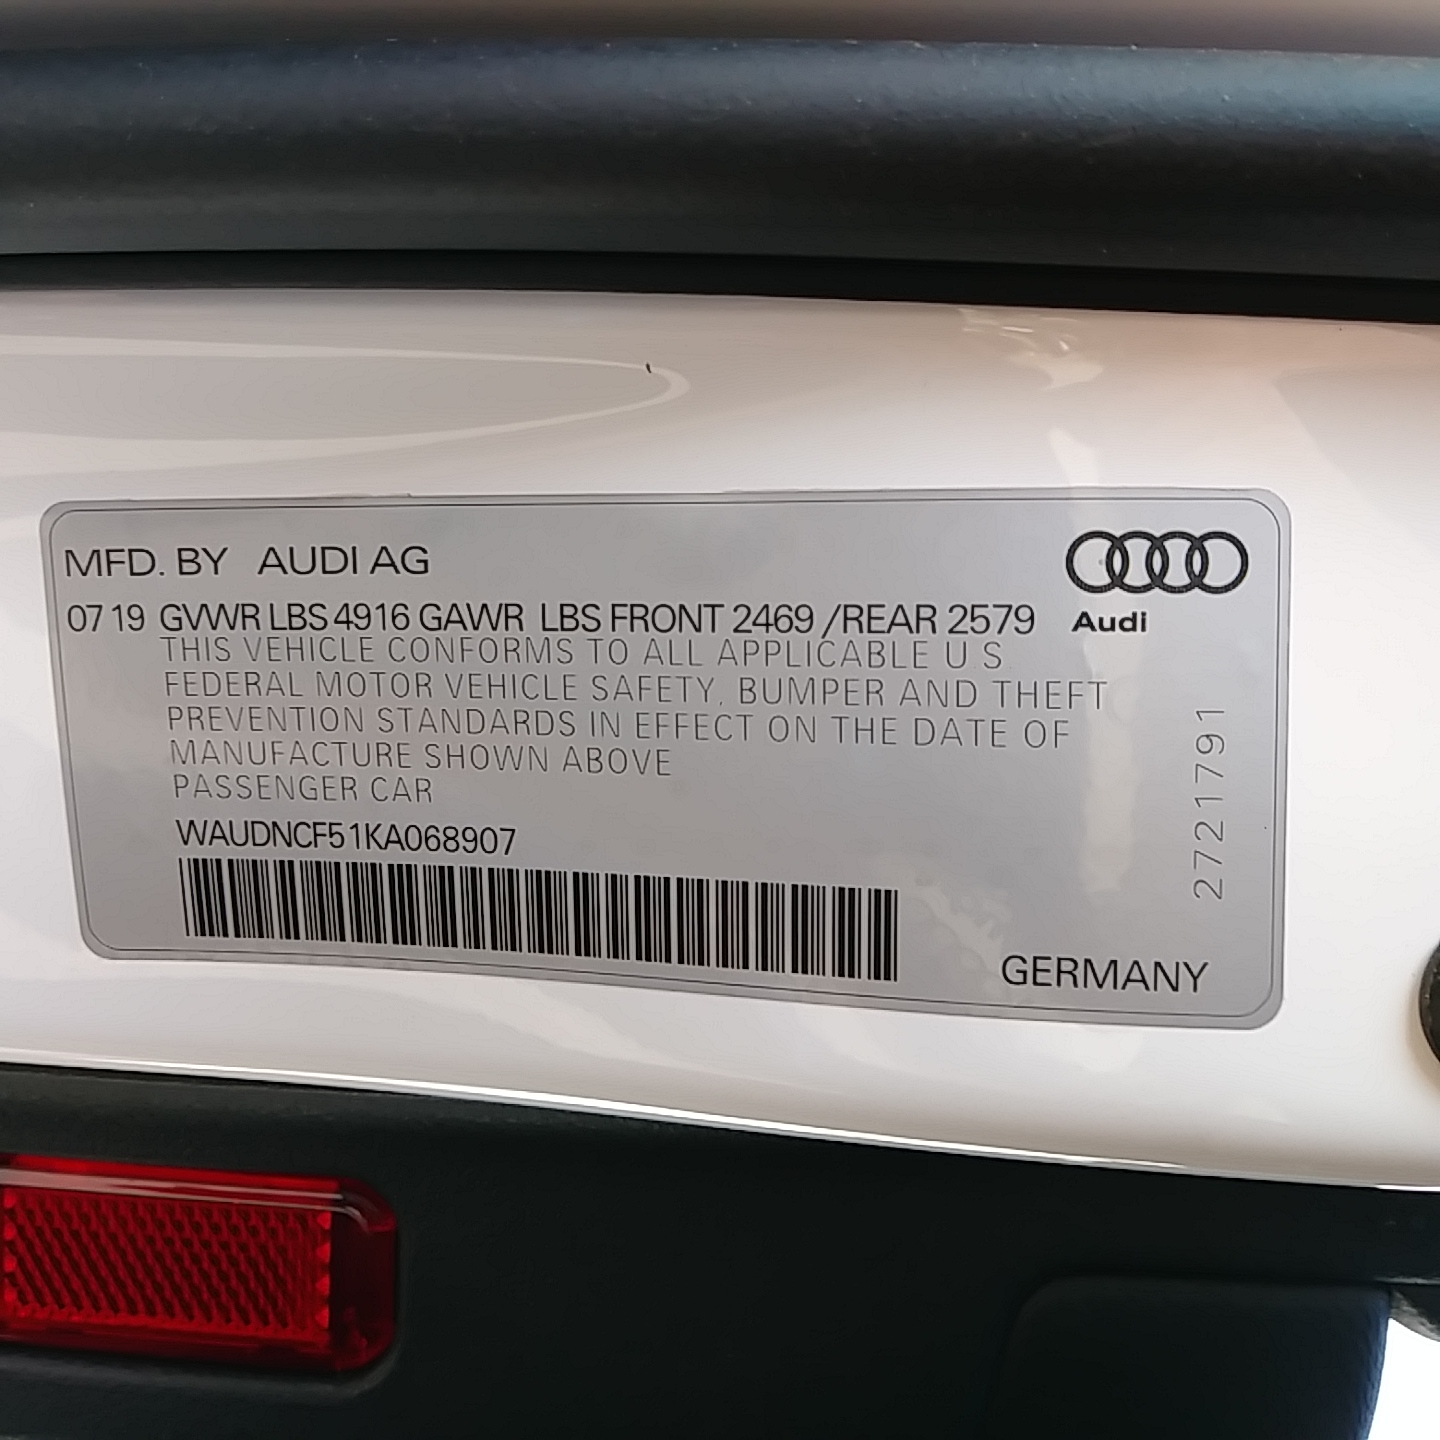 MFD. BY AUDI AG
07 19 GVWR LBS 4916 GAWR LBS FRONT 2469 /REAR 2579
Audi
THIS VEHICLE CONFORMS TO ALL APPLICABLE U.S.
FEDERAL MOTOR VEHICLE SAFETY, BUMPER AND THEFT
PREVENTION STANDARDS IN EFFECT ON THE DATE OF
MANUFACTURE SHOWN ABOVE
PASSENGER CAR
WAUDNCF51KA068907
2721791
GERMANY